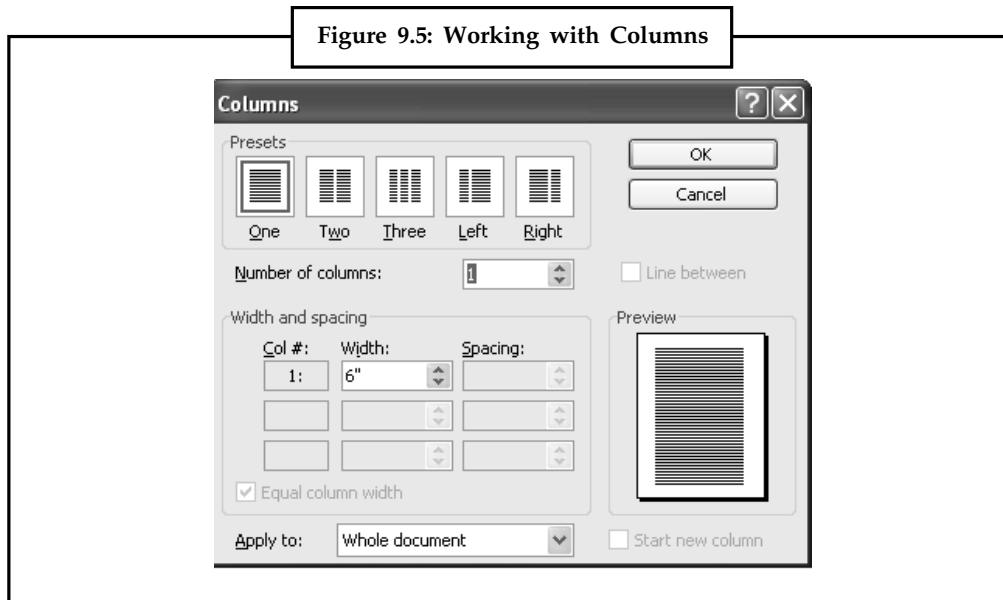 Figure 9.5: Working with Columns
Columns
Presets
OK
Cancel
One Two Three Left Right
Number of columns: 1
Line between
Width and spacing
Preview
Col #: Width: Spacing:
1: 6"
Equal column width
Apply to: Whole document
Start new column